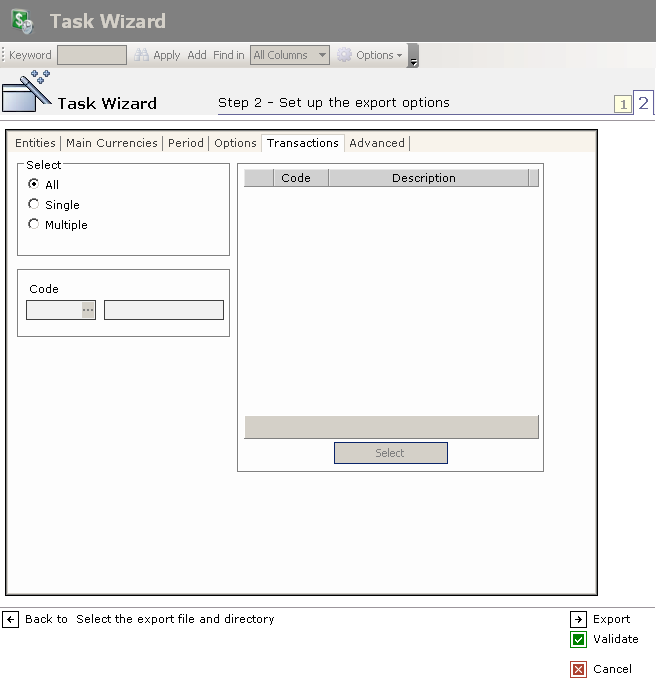 Task Wizard
Keyword Apply Add Find in All Columns Options
Task Wizard Step 2 - Set up the export options 1 2
Entities Main Currencies Period Options Transactions Advanced
Select
All
Single
Multiple
Code Description
Code
...
Select
Back to Select the export file and directory
Export
Validate
Cancel